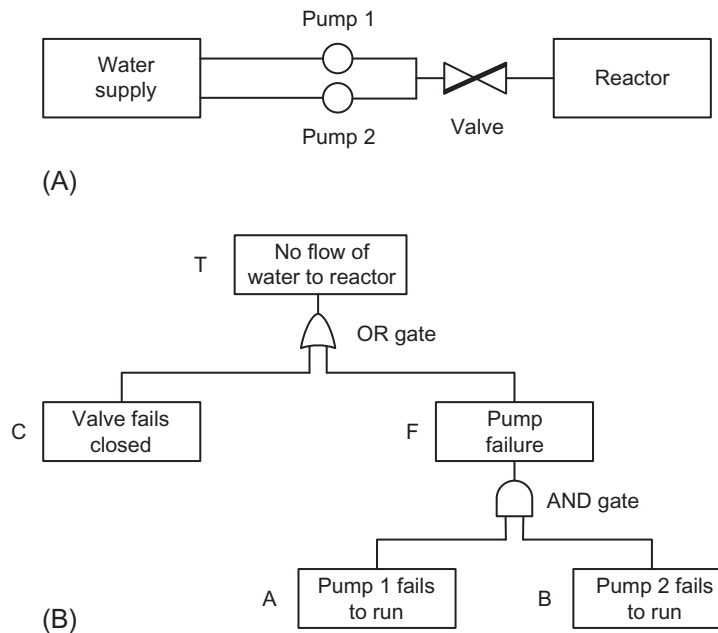 Pump 1
Water
supply
Reactor
Pump 2
Valve
(A)
T
No flow of
water to reactor
OR gate
C
Valve fails
closed
F
Pump
failure
AND gate
A
Pump 1 fails
to run
B
Pump 2 fails
to run
(B)